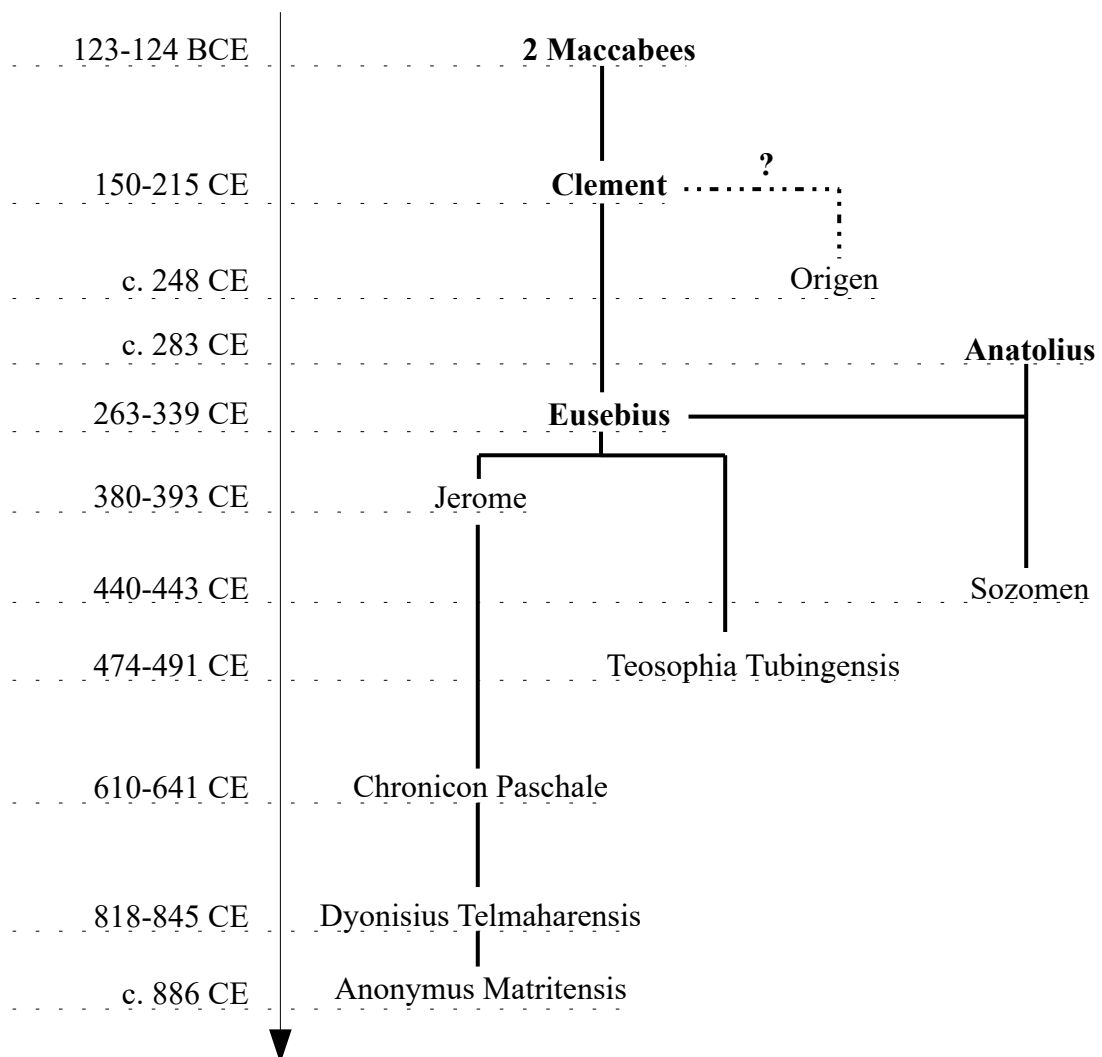 123-124 BCE 2 Maccabees
?
150-215 CE Clement
c. 248 CE Origen
c. 283 CE Anatolius
263-339 CE Eusebius
380-393 CE Jerome
440-443 CE Sozomen
474-491 CE Teosophia Tubingensis
610-641 CE Chronicon Paschale
818-845 CE Dyonisius Telmaharensis
c. 886 CE Anonymus Matritensis